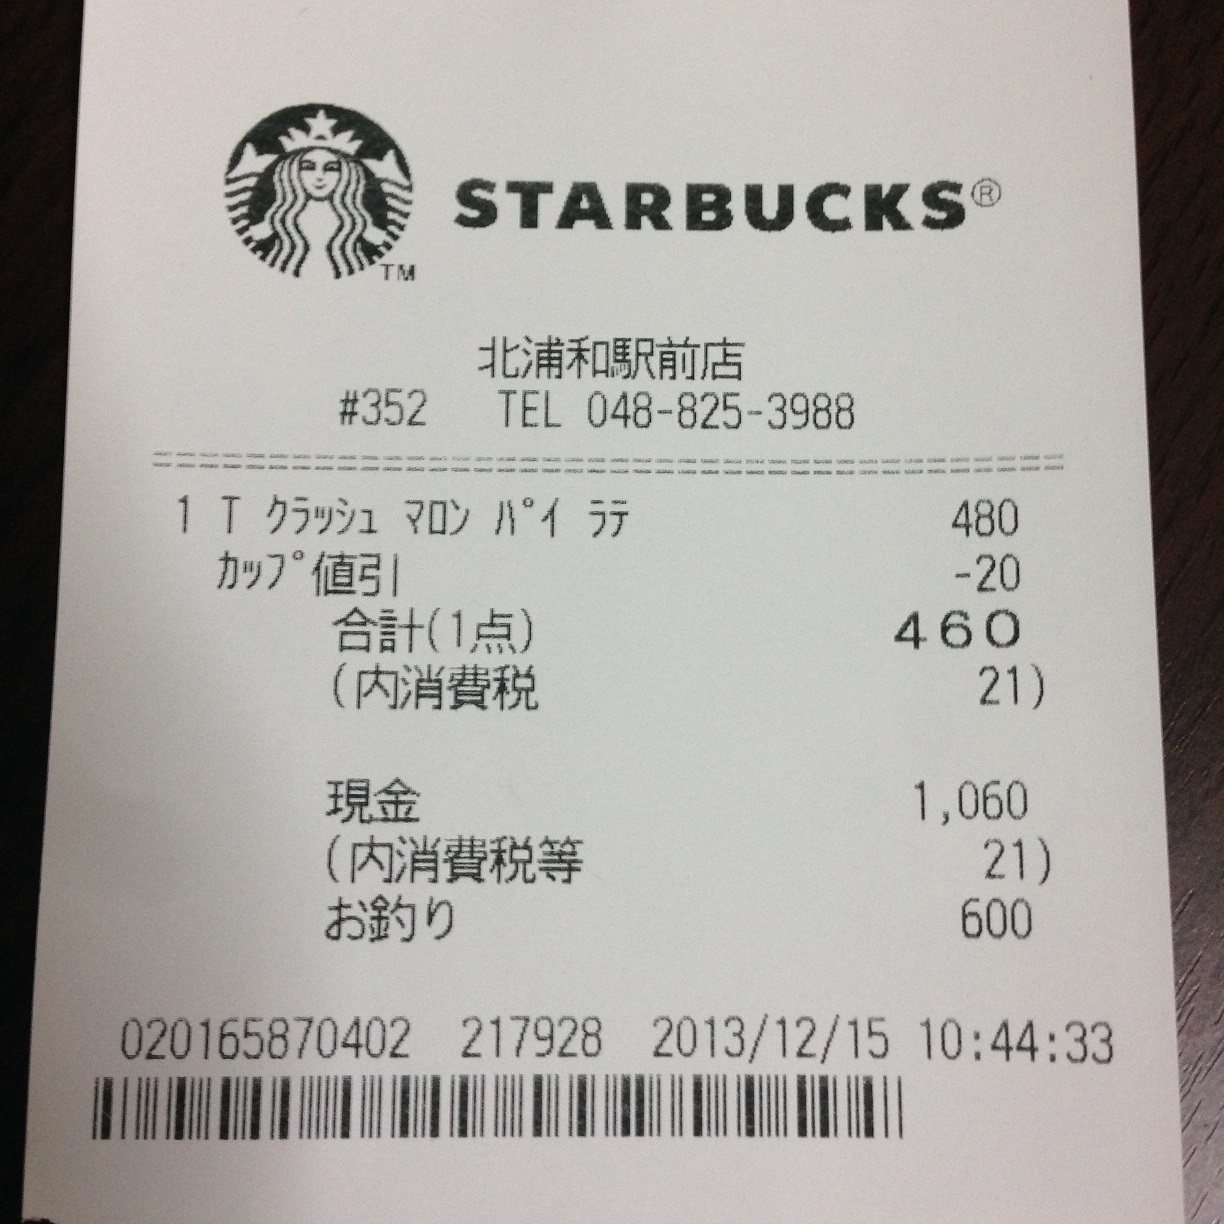 STARBUCKS®
TM
北浦和駅前店
#352 TEL 048-825-3988
1 T ｸﾗｯｼｭ ﾏﾛﾝ ﾊﾟｲ ﾗﾃ 480
ｶｯﾌﾟ値引 -20
合計(1点) 460
(内消費税 21)
現金 1,060
(内消費税等 21)
お釣り 600
020165870402 217928 2013/12/15 10:44:33